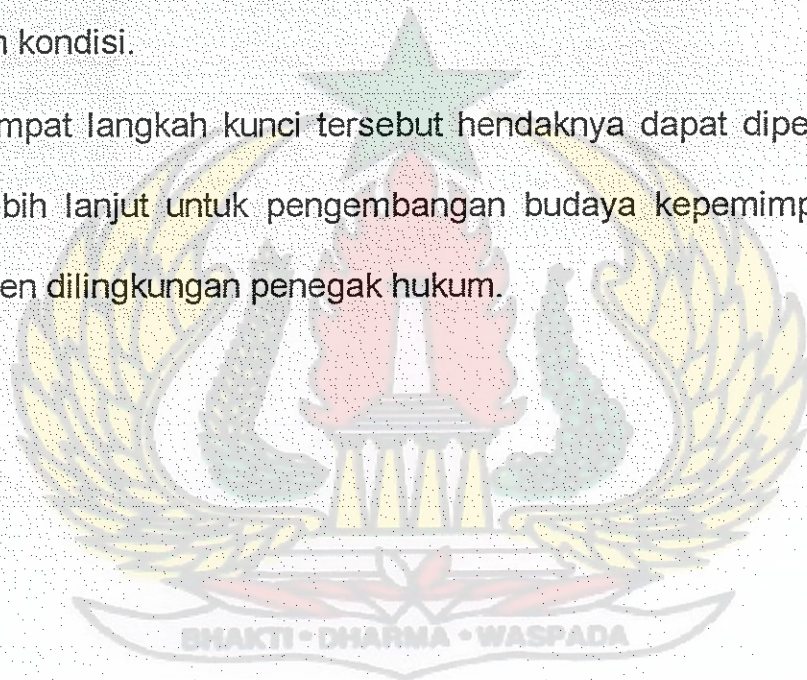 n kondisi.
mpat langkah kunci tersebut hendaknya dapat dipe
bih lanjut untuk pengembangan budaya kepemimp
en dilingkungan penegak hukum.
BHAKTI • DHARMA • WASPADA